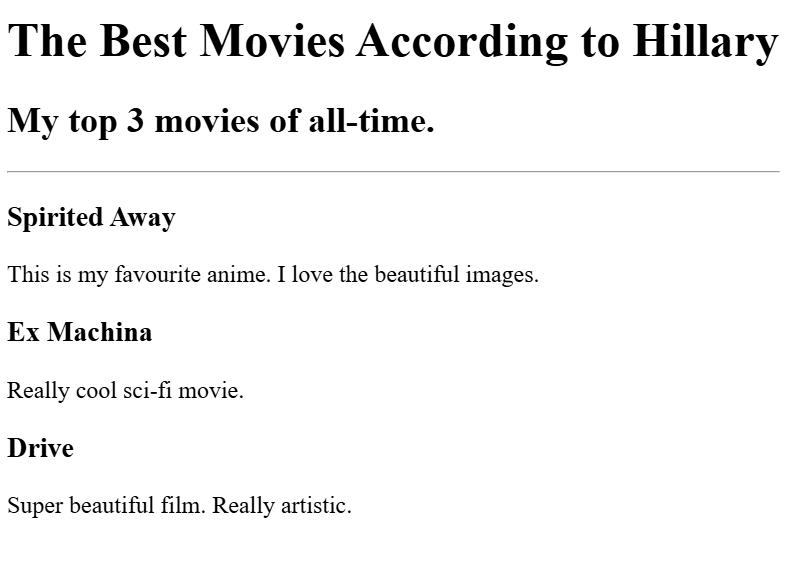 The Best Movies According to Hillary
My top 3 movies of all-time.
Spirited Away
This is my favourite anime. I love the beautiful images.
Ex Machina
Really cool sci-fi movie.
Drive
Super beautiful film. Really artistic.